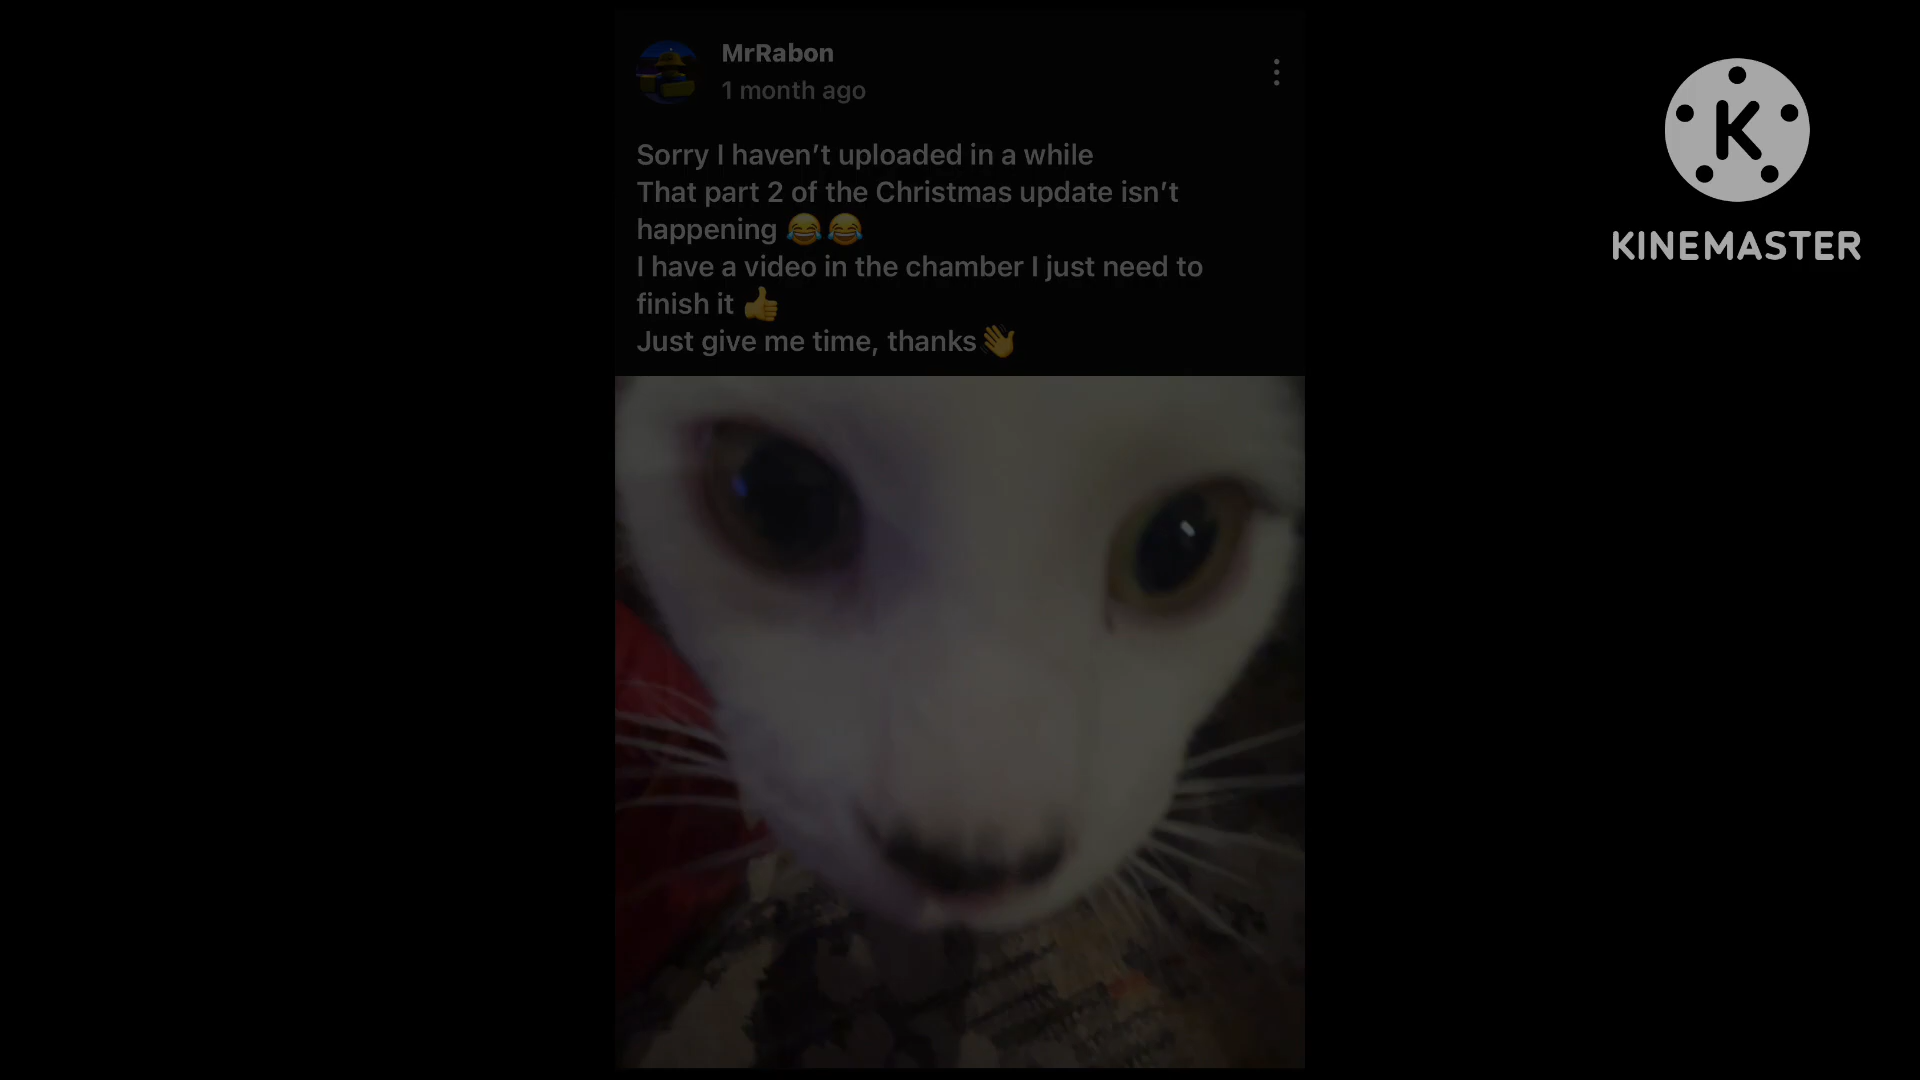 MrRabon
1 month ago
Sorry I haven’t uploaded in a while
That part 2 of the Christmas update isn’t
happening 😂😂
I have a video in the chamber I just need to
finish it 👍
Just give me time, thanks👋
K
KINEMASTER